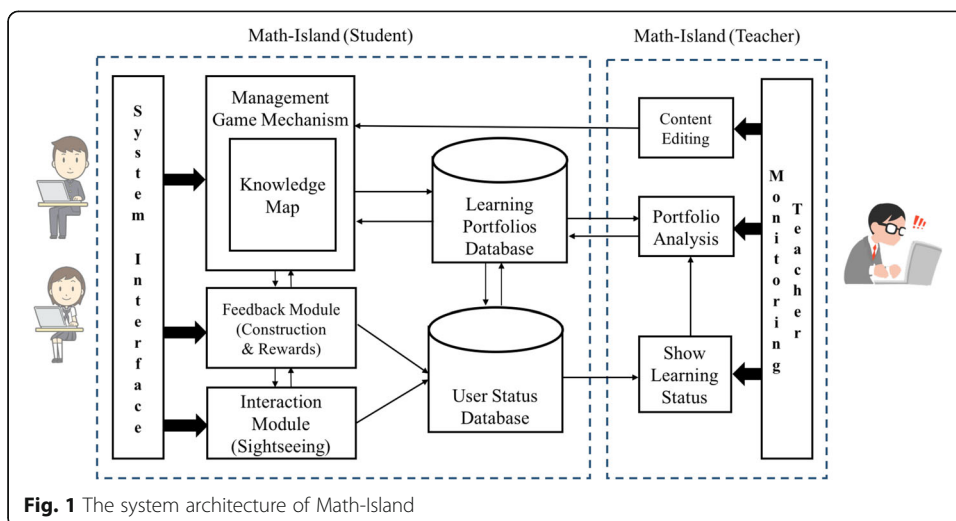 Math-Island (Student)
Math-Island (Teacher)
System Interface
Management
Game Mechanism
Knowledge
Map
Feedback Module
(Construction
& Rewards)
Interaction
Module
(Sightseeing)
Learning
Portfolios
Database
User Status
Database
Content
Editing
Portfolio
Analysis
Show
Learning
Status
Monitoring
Teacher
!!!
Fig. 1 The system architecture of Math-Island